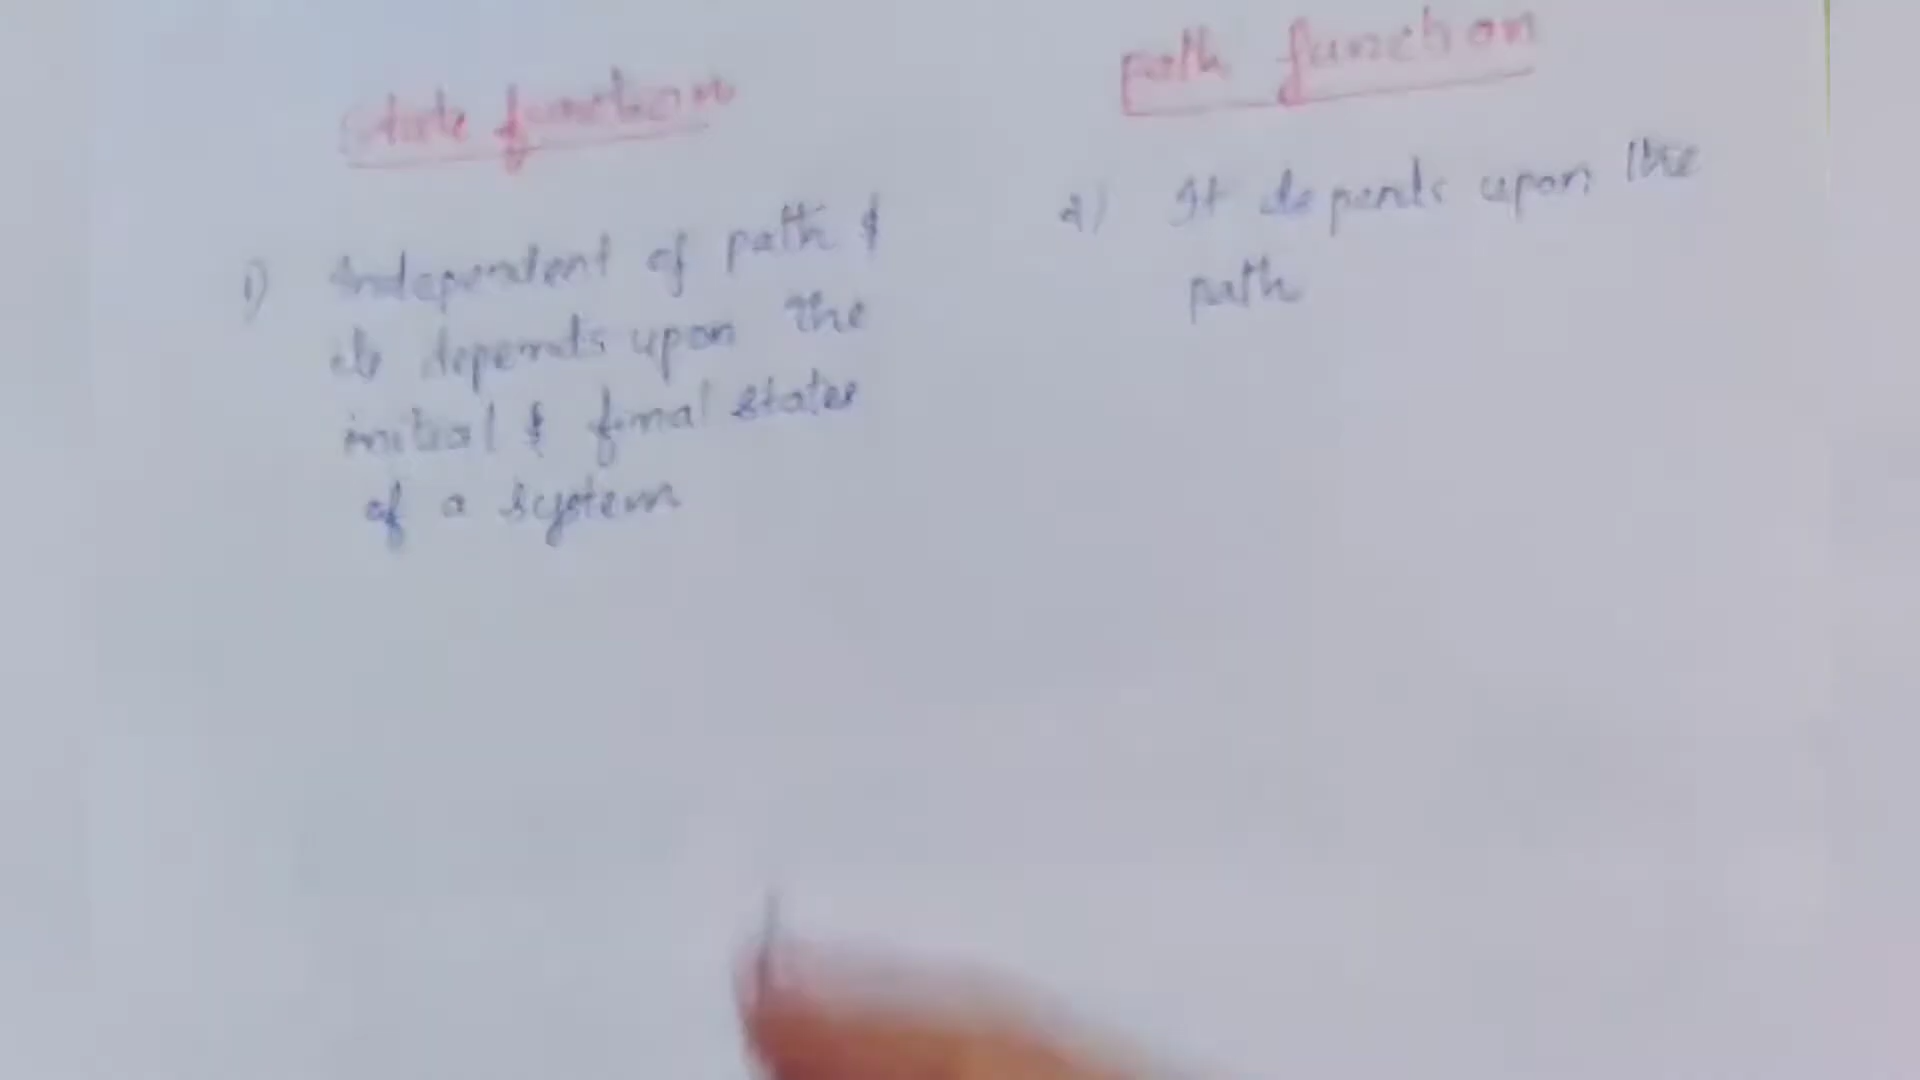 State function
1) Independent of path &
its depends upon the
initial & final states
of a system
path function
2) It depends upon the
path